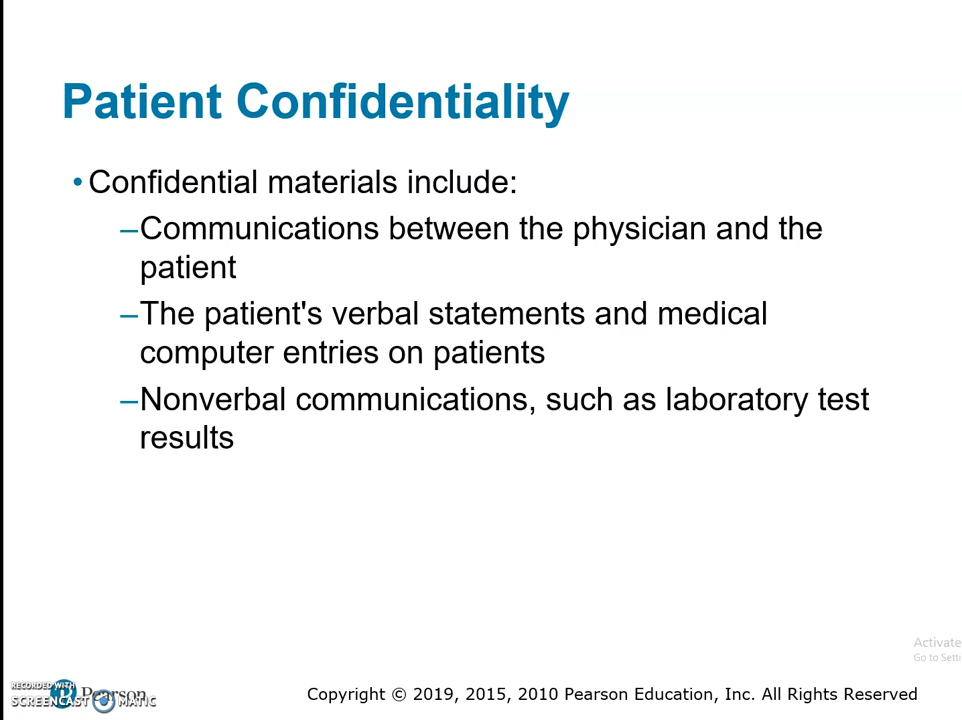 Patient Confidentiality
• Confidential materials include:
–Communications between the physician and the
patient
–The patient's verbal statements and medical
computer entries on patients
–Nonverbal communications, such as laboratory test
results
Activate
Go to Setti
RECORDED WITH
SCREENCAST MATIC
Pearson
Copyright © 2019, 2015, 2010 Pearson Education, Inc. All Rights Reserved